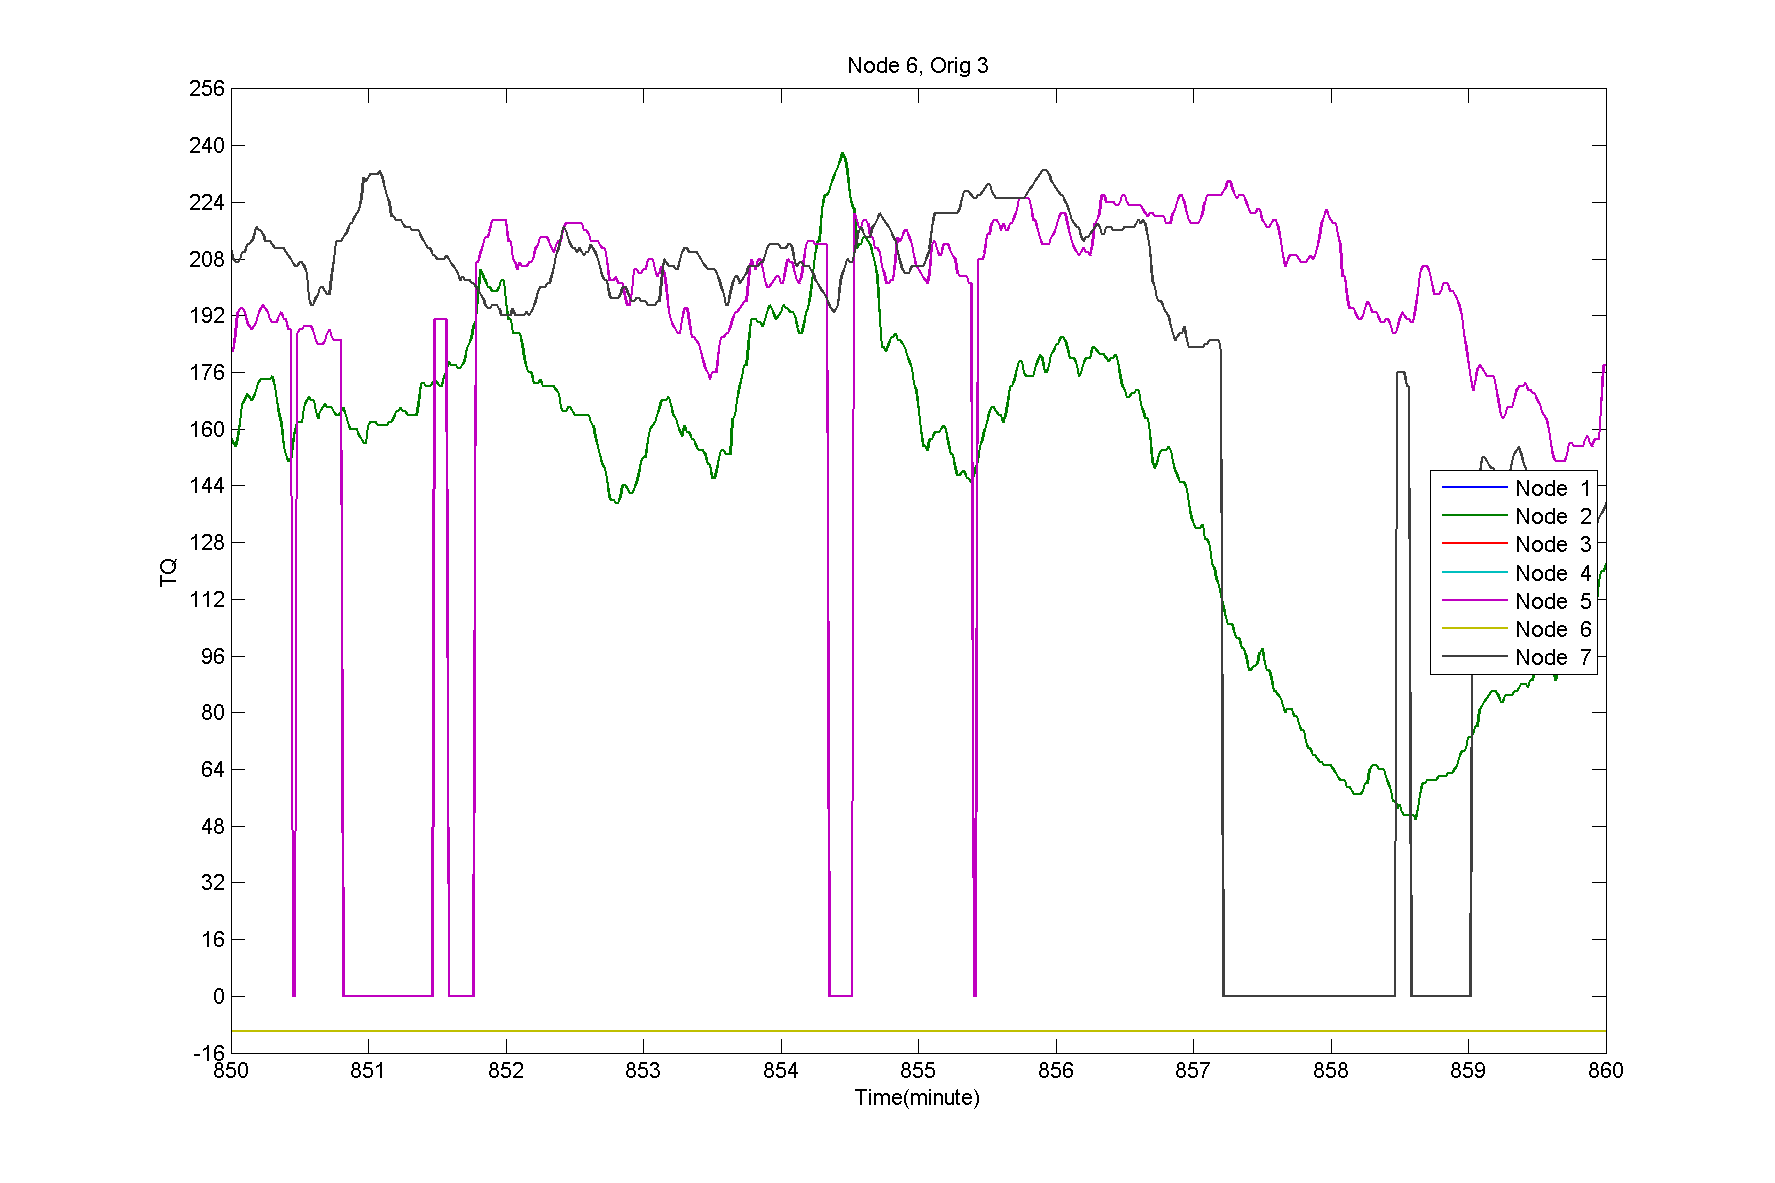 Node 6, Orig 3
256
240
224
208
192
176
160
144
128
112
96
80
64
48
32
16
0
-16
TQ
850 851 852 853 854 855 856 857 858 859 860
Time(minute)
Node 1
Node 2
Node 3
Node 4
Node 5
Node 6
Node 7